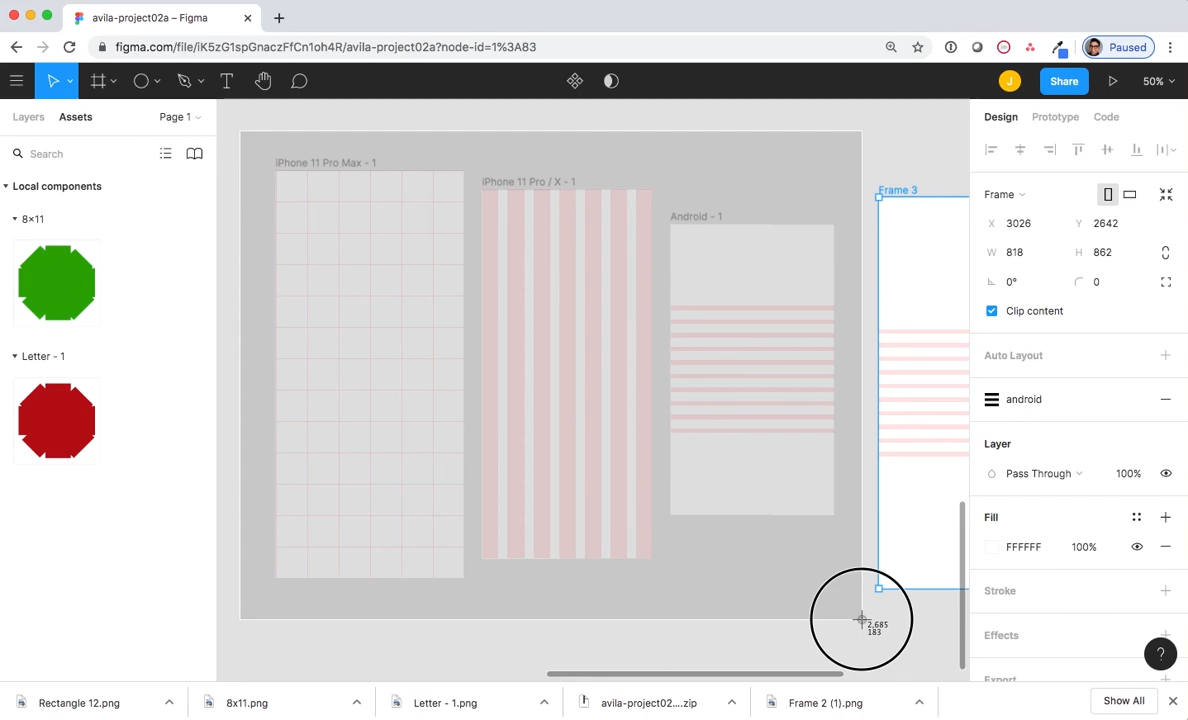 avila-project02a – Figma
figma.com/file/iK5zG1spGnaczFfCn1oh4R/avila-project02a?node-id=1%3A83
Paused
J
Share
50%
Layers
Assets
Page 1
Design
Prototype
Code
Search
Local components
8x11
Letter - 1
iPhone 11 Pro Max - 1
iPhone 11 Pro / X - 1
Android - 1
Frame 3
2,685
183
Frame
X 3026
Y 2642
W 818
H 862
0°
0
Clip content
Auto Layout
android
Layer
Pass Through
100%
Fill
FFFFFF
100%
Stroke
Effects
Export
?
Rectangle 12.png
8x11.png
Letter - 1.png
avila-project02....zip
Frame 2 (1).png
Show All